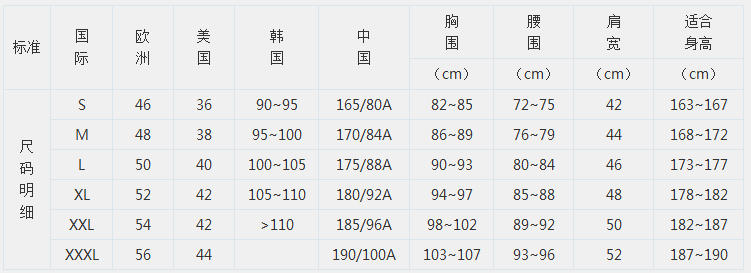 标准 国际 欧洲 美国 韩国 中国 胸围 腰围 肩宽 适合身高
（cm） （cm） （cm） （cm）
尺码明细
S 46 36 90~95 165/80A 82~85 72~75 42 163~167
M 48 38 95~100 170/84A 86~89 76~79 44 168~172
L 50 40 100~105 175/88A 90~93 80~84 46 173~177
XL 52 42 105~110 180/92A 94~97 85~88 48 178~182
XXL 54 42 >110 185/96A 98~102 89~92 50 182~187
XXXL 56 44 190/100A 103~107 93~96 52 187~190